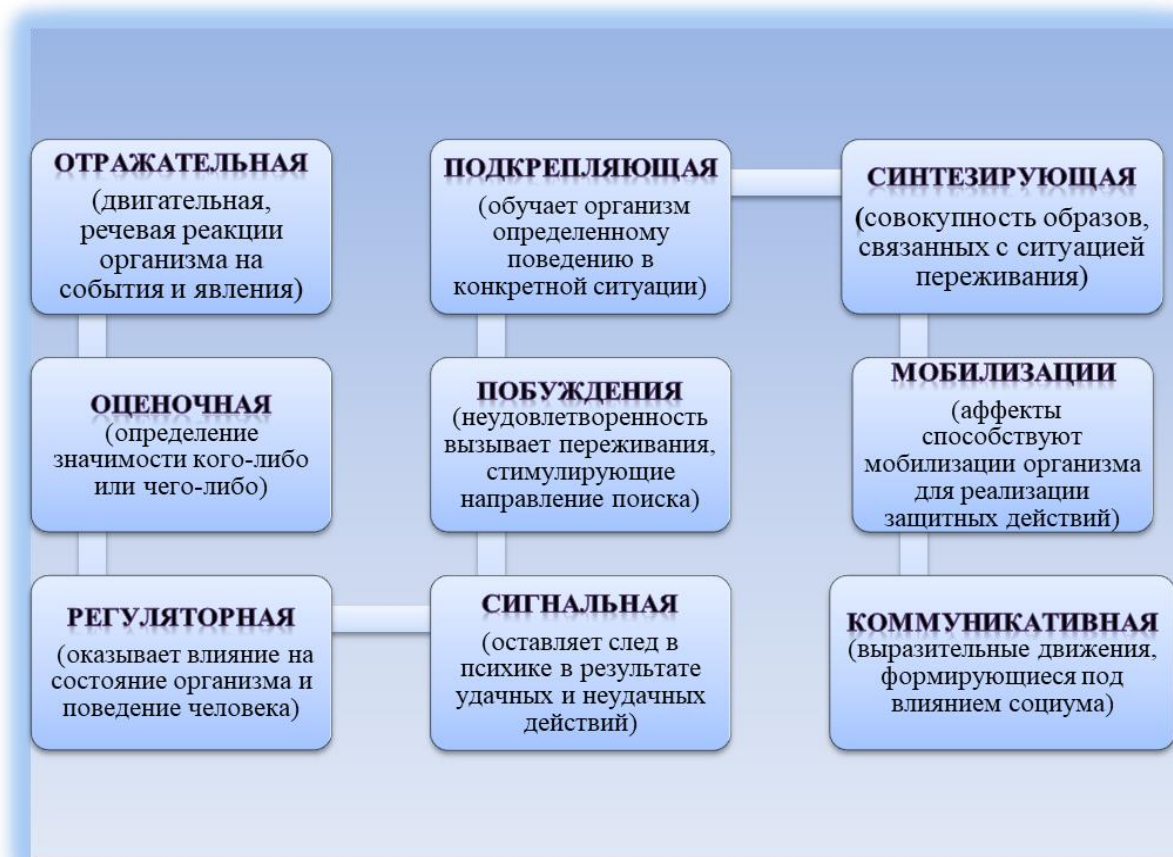 ОТРАЖАТЕЛЬНАЯ
(двигательная,
речевая реакции
организма на
события и явления)
ОЦЕНОЧНАЯ
(определение
значимости кого-либо
или чего-либо)
РЕГУЛЯТОРНАЯ
(оказывает влияние на
состояние организма и
поведение человека)
СИГНАЛЬНАЯ
(оставляет след в
психике в результате
удачных и неудачных
действий)
ПОБУЖДЕНИЯ
(неудовлетворенность
вызывает переживания,
стимулирующие
направление поиска)
ПОДКРЕПЛЯЮЩАЯ
(обучает организм
определенному
поведению в
конкретной ситуации)
СИНТЕЗИРУЮЩАЯ
(совокупность образов,
связанных с ситуацией
переживания)
МОБИЛИЗАЦИИ
(аффекты
способствуют
мобилизации организма
для реализации
защитных действий)
КОММУНИКАТИВНАЯ
(выразительные движения,
формирующиеся под
влиянием социума)